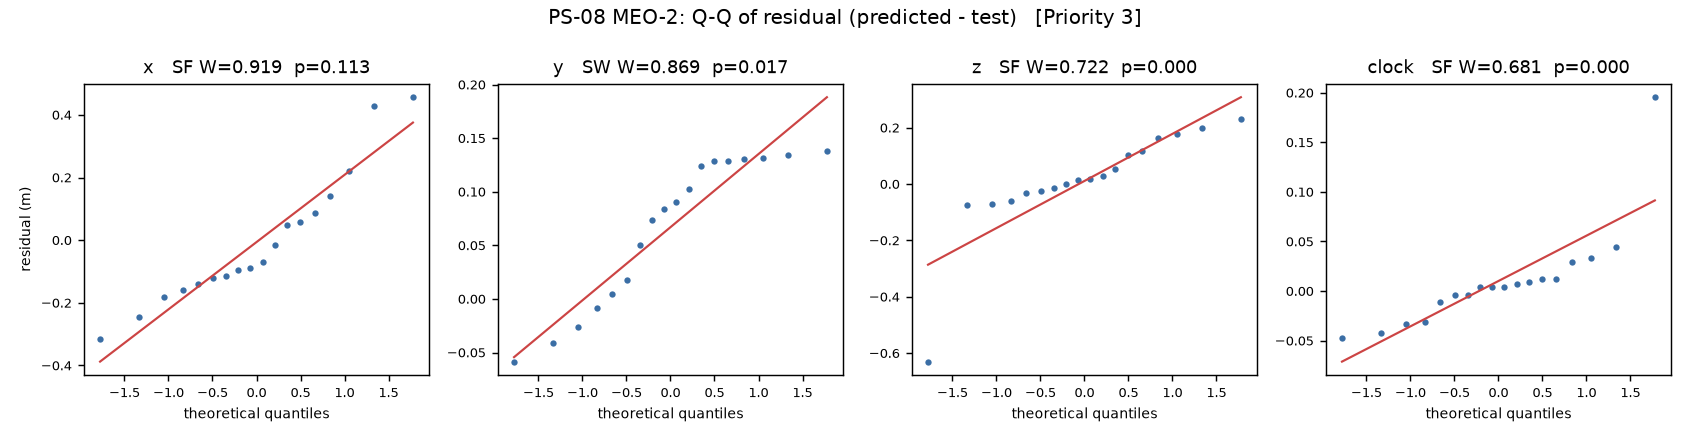 PS-08 MEO-2: Q-Q of residual (predicted - test)   [Priority 3]
x   SF W=0.919  p=0.113
y   SW W=0.869  p=0.017
z   SF W=0.722  p=0.000
clock   SF W=0.681  p=0.000
residual (m)
0.4
0.2
0.0
−0.2
−0.4
−1.5 −1.0 −0.5 0.0 0.5 1.0 1.5
theoretical quantiles
0.20
0.15
0.10
0.05
0.00
−0.05
−1.5 −1.0 −0.5 0.0 0.5 1.0 1.5
theoretical quantiles
0.2
0.0
−0.2
−0.4
−0.6
−1.5 −1.0 −0.5 0.0 0.5 1.0 1.5
theoretical quantiles
0.20
0.15
0.10
0.05
0.00
−0.05
−1.5 −1.0 −0.5 0.0 0.5 1.0 1.5
theoretical quantiles